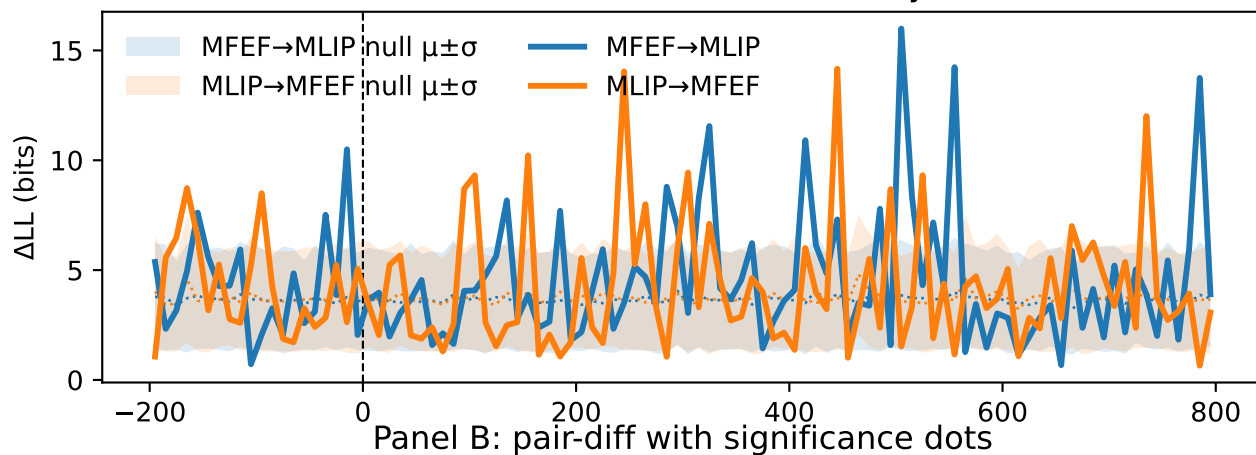 MFEF→MLIP null μ±σ
MLIP→MFEF null μ±σ
MFEF→MLIP
MLIP→MFEF
ΔLL (bits)
15
10
5
0
−200 0 200 400 600 800
Panel B: pair-diff with significance dots